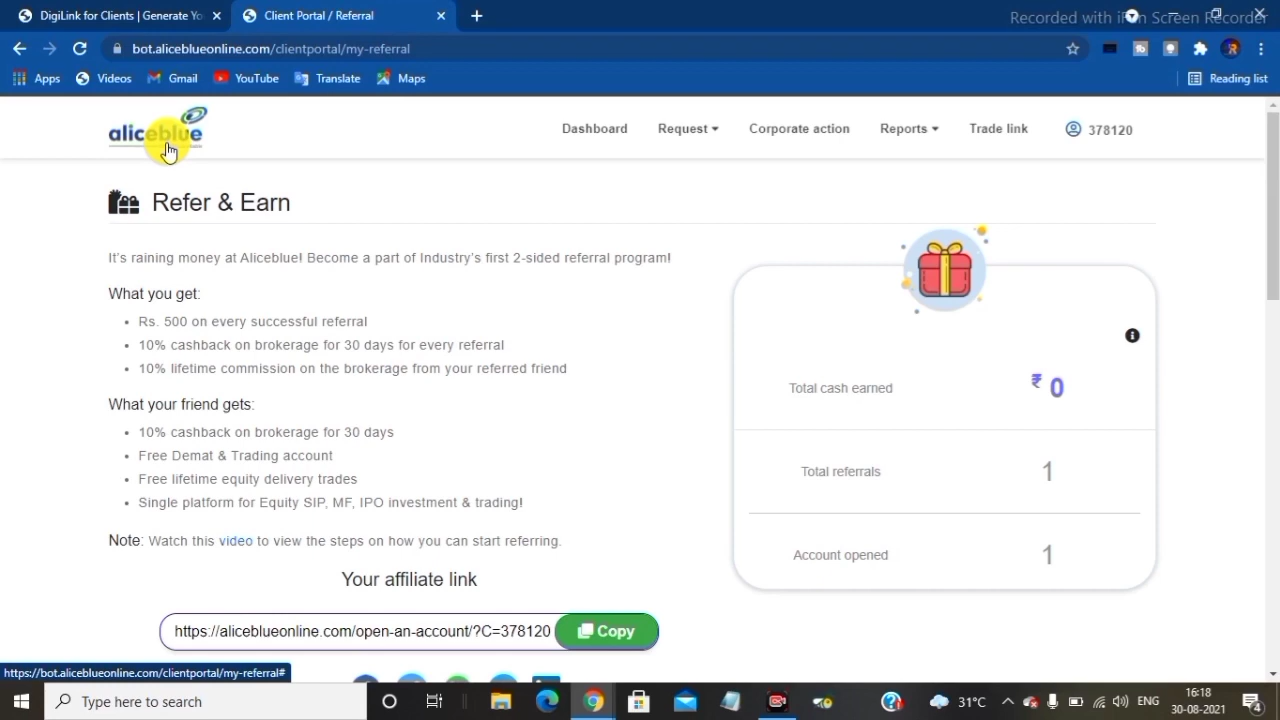 DigiLink for Clients | Generate Yo
Client Portal / Referral
Recorded with iFun Screen Recorder
bot.aliceblueonline.com/clientportal/my-referral
Apps
Videos
Gmail
YouTube
Translate
Maps
Reading list
aliceblue
Dashboard
Request
Corporate action
Reports
Trade link
378120
Refer & Earn
It's raining money at Aliceblue! Become a part of Industry's first 2-sided referral program!
What you get:
• Rs. 500 on every successful referral
• 10% cashback on brokerage for 30 days for every referral
• 10% lifetime commission on the brokerage from your referred friend
What your friend gets:
• 10% cashback on brokerage for 30 days
• Free Demat & Trading account
• Free lifetime equity delivery trades
• Single platform for Equity SIP, MF, IPO investment & trading!
Note: Watch this video to view the steps on how you can start referring.
Your affiliate link
https://aliceblueonline.com/open-an-account/?C=378120
Copy
Total cash earned
₹ 0
Total referrals
1
Account opened
1
https://bot.aliceblueonline.com/clientportal/my-referral#
Type here to search
31°C
ENG
16:18
30-08-2021
4